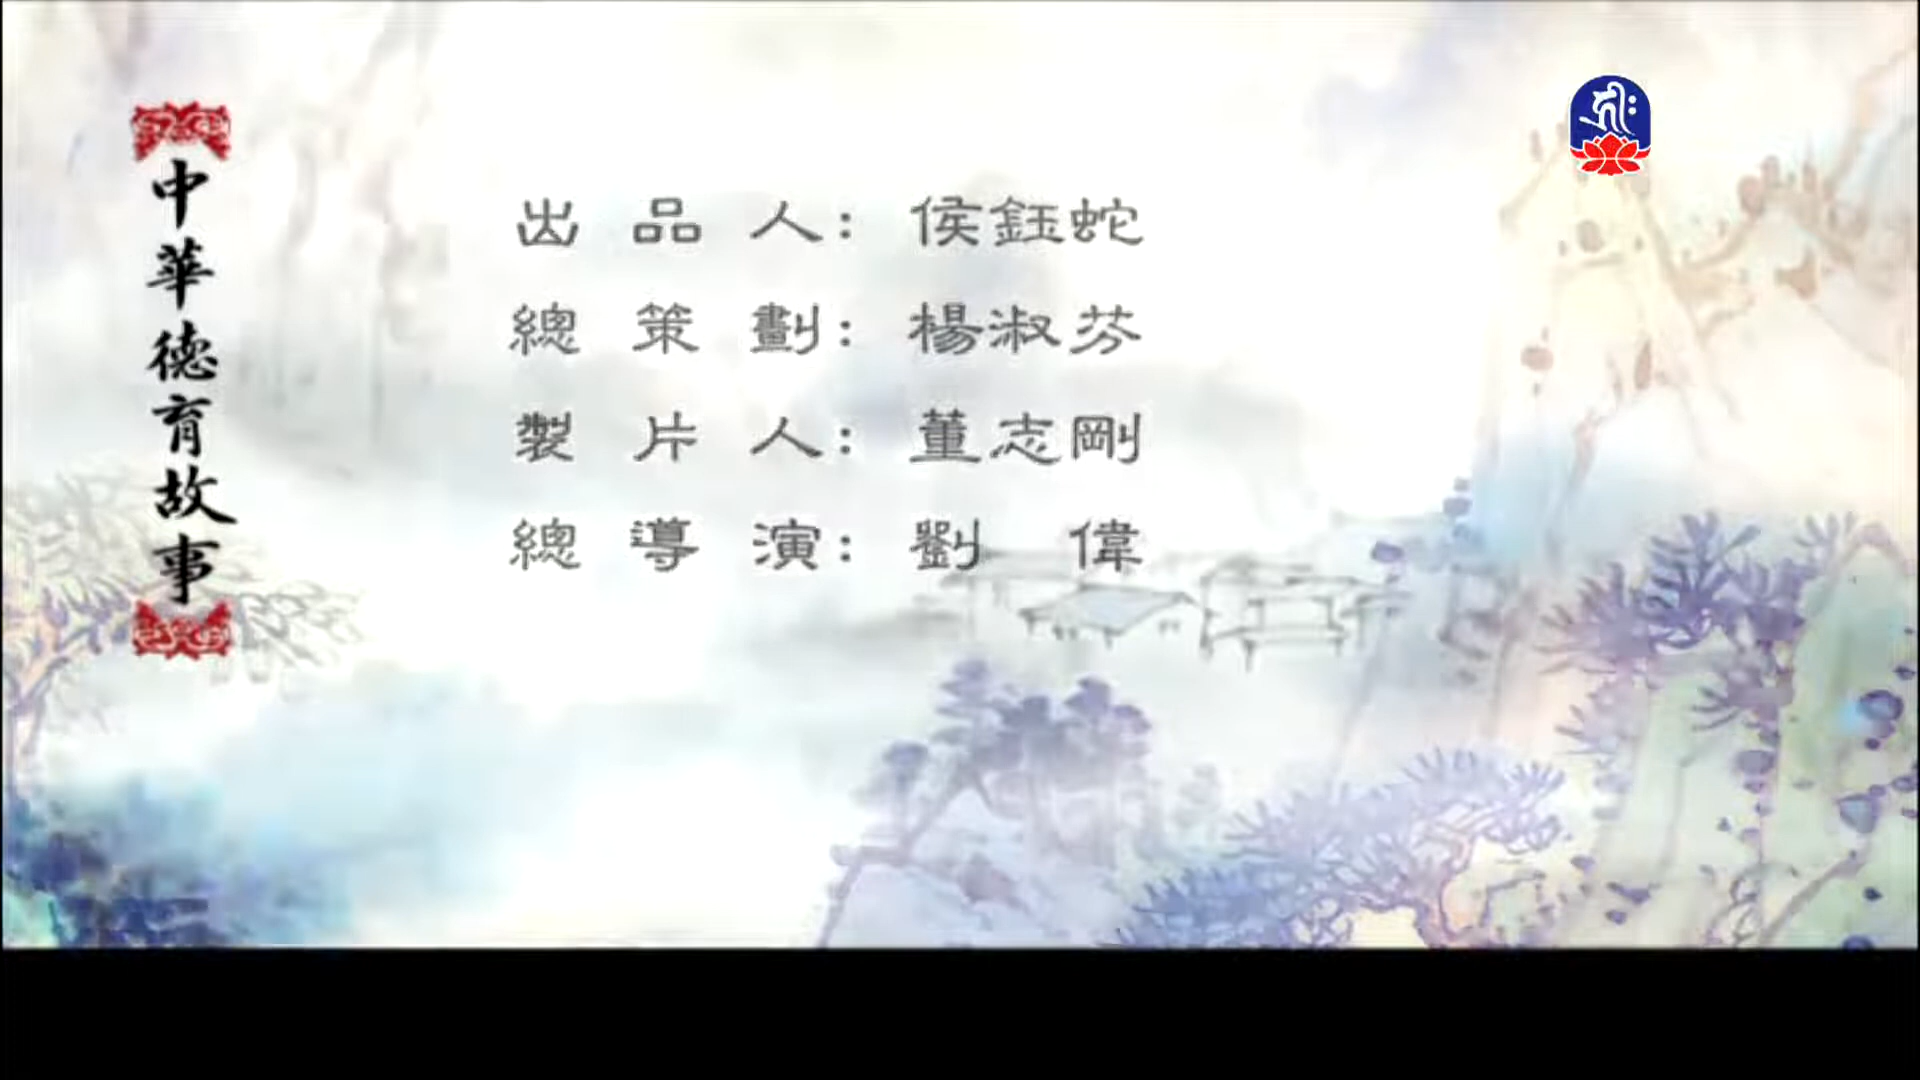 中華德育故事
出 品 人： 侯鈺蛇
總 策 劃： 楊淑芬
製 片 人： 董志剛
總 導 演： 劉 偉